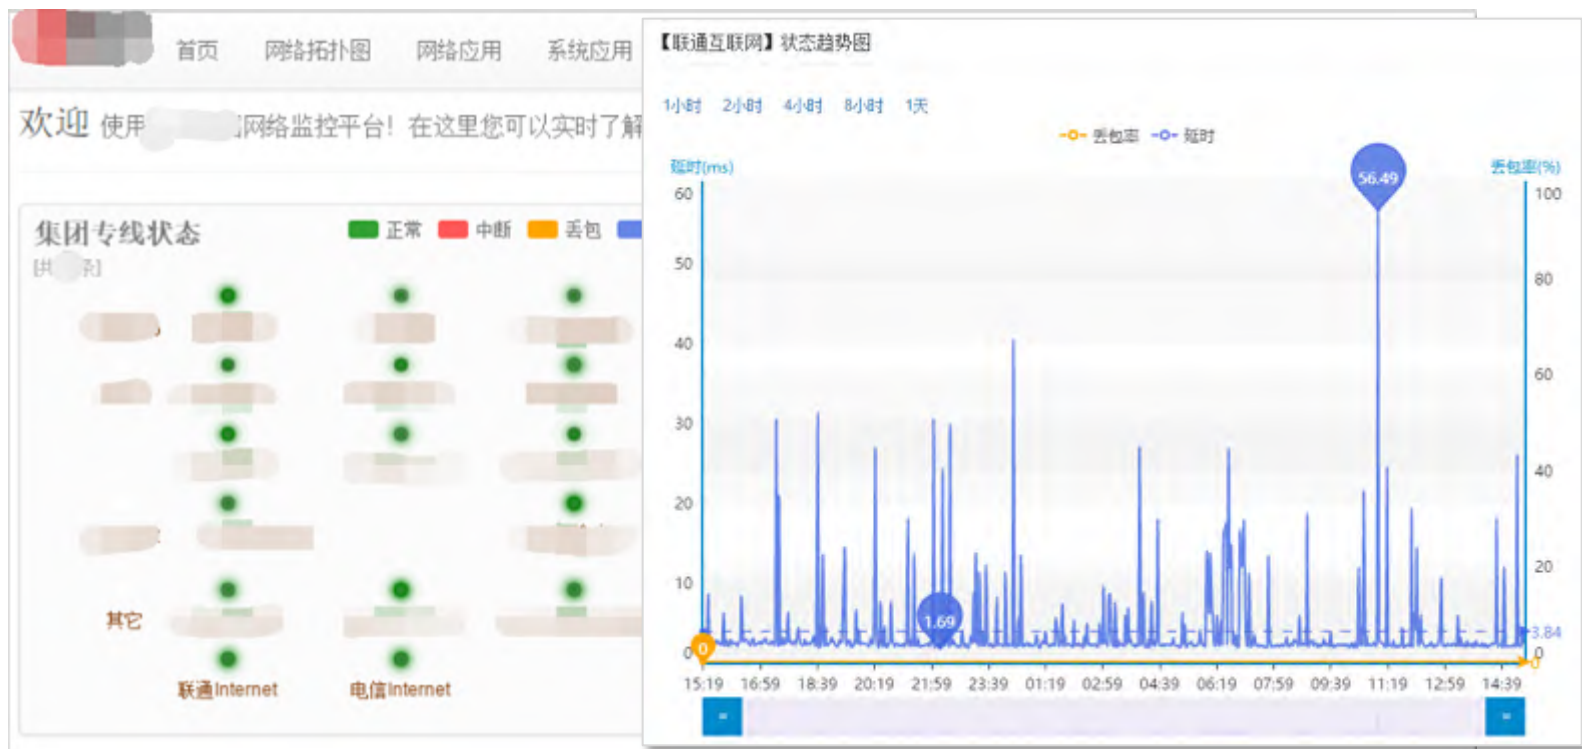 首页 网络拓扑图 网络应用 系统应用
欢迎 使用 网络监控平台！在这里您可以实时了解
集团专线状态
正常 中断 丢包
[共 条]
其它
联通Internet 电信Internet
【联通互联网】状态趋势图
1小时 2小时 4小时 8小时 1天
丢包率 延时
延时(ms) 丢包率(%)
56.49
60 100
50 80
40 60
30 40
20 20
10
1.69
3.84
0 0 0 0
15:19 16:59 18:39 20:19 21:59 23:39 01:19 02:59 04:39 06:19 07:59 09:39 11:19 12:59 14:39